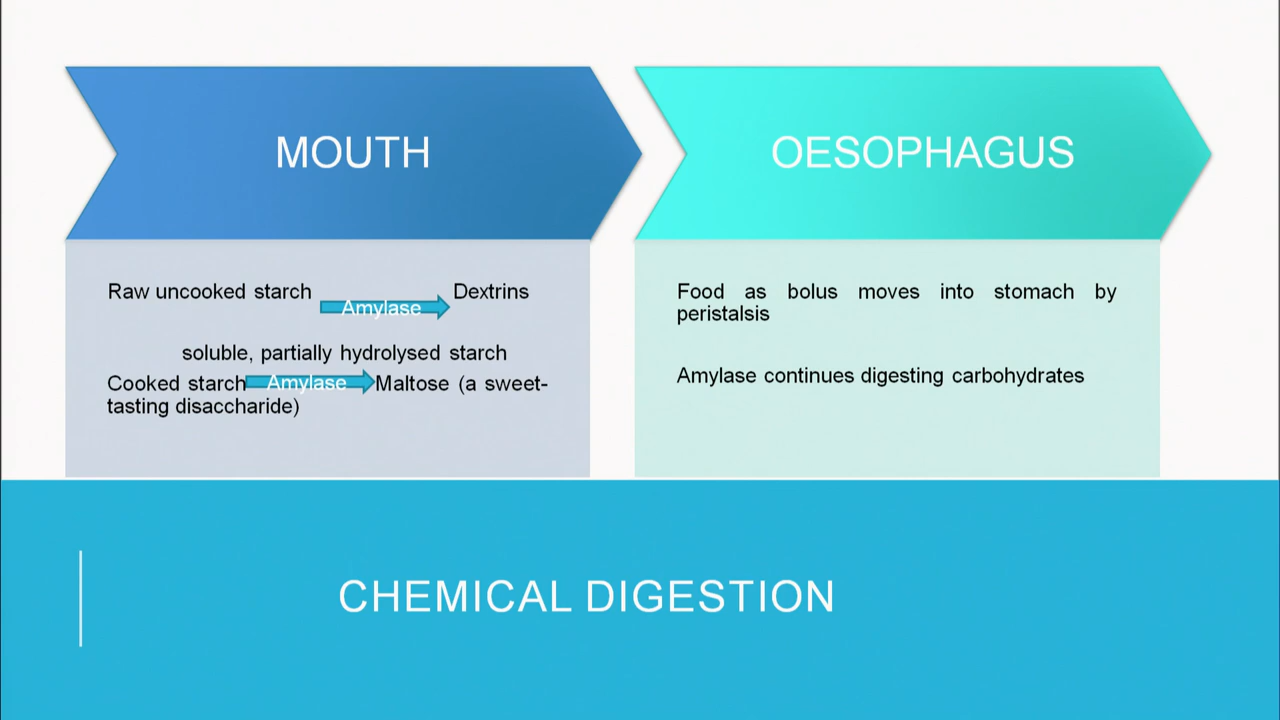 MOUTH
Raw uncooked starch Amylase Dextrins
soluble, partially hydrolysed starch
Cooked starch Amylase Maltose (a sweet-
tasting disaccharide)
OESOPHAGUS
Food as bolus moves into stomach by
peristalsis
Amylase continues digesting carbohydrates
CHEMICAL DIGESTION